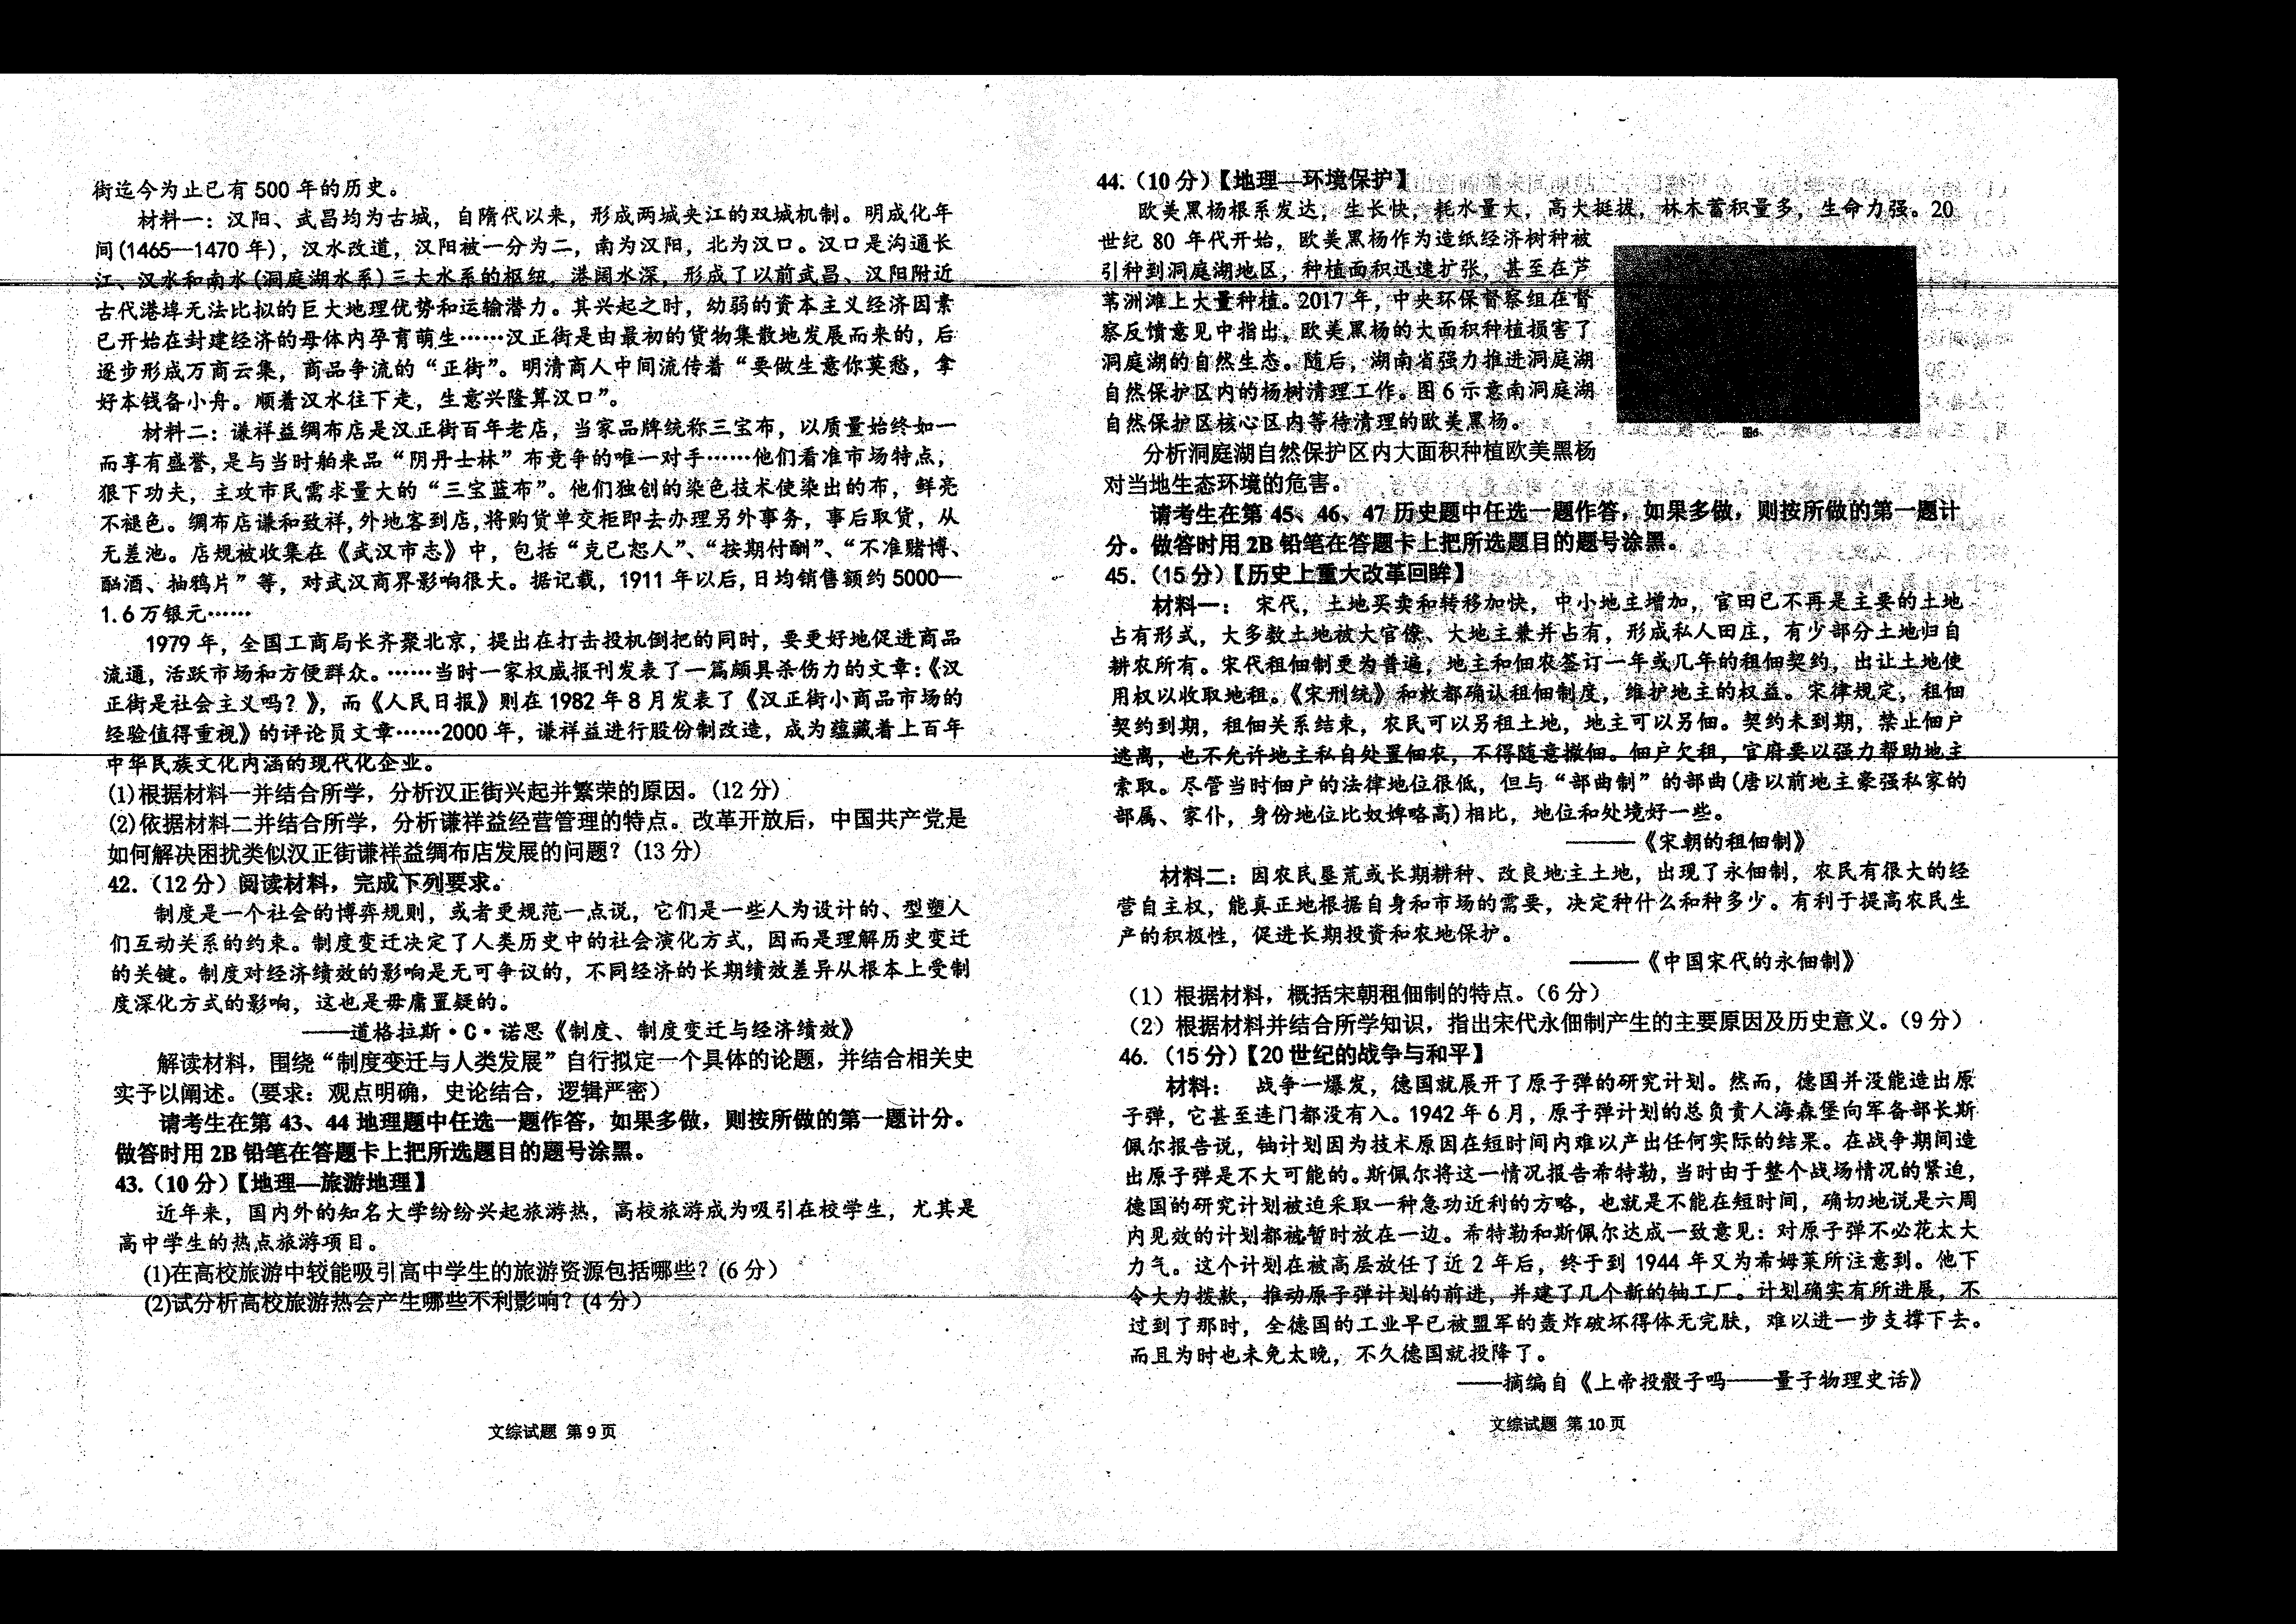 街迄今为止已有 500 年的历史。
材料一：汉阳、武昌均为古城，自隋代以来，形成两城夹江的双城机制。明成化年
间(1465—1470 年)，汉水改道，汉阳被一分为二，南为汉阳，北为汉口。汉口是沟通长
江、汉水和南水(洞庭湖水系)三大水系的枢纽，港阔水深，形成了以前武昌、汉阳附近
古代港埠无法比拟的巨大地理优势和运输潜力。其兴起之时，幼弱的资本主义经济因素
已开始在封建经济的母体内孕育萌生……汉正街是由最初的货物集散地发展而来的，后
逐步形成万商云集，商品争流的“正街”。明清商人中间流传着“要做生意你莫愁，拿
好本钱备小舟。顺着汉水往下走，生意兴隆算汉口”。
材料二：谦祥益绸布店是汉正街百年老店，当家品牌统称三宝布，以质量始终如一
而享有盛誉，是与当时舶来品“阴丹士林”布竞争的唯一对手……他们看准市场特点，
狠下功夫，主攻市民需求量大的“三宝蓝布”。他们独创的染色技术使染出的布，鲜亮
不褪色。绸布店谦和致祥，外地客到店，将购货单交柜即去办理另外事务，事后取货，从
无差池。店规被收集在《武汉市志》中，包括“克已恕人”、“按期付酬”、“不准赌博、
酗酒、抽鸦片”等，对武汉商界影响很大。据记载，1911 年以后，日均销售额约 5000—
1.6 万银元……
1979 年，全国工商局长齐聚北京，提出在打击投机倒把的同时，要更好地促进商品
流通，活跃市场和方便群众。……当时一家权威报刊发表了一篇颇具杀伤力的文章：《汉
正街是社会主义吗？》，而《人民日报》则在 1982 年 8 月发表了《汉正街小商品市场的
经验值得重视》的评论员文章……2000 年，谦祥益进行股份制改造，成为蕴藏着上百年
中华民族文化内涵的现代化企业。
(1)根据材料一并结合所学，分析汉正街兴起并繁荣的原因。(12 分)
(2)依据材料二并结合所学，分析谦祥益经营管理的特点。改革开放后，中国共产党是
如何解决困扰类似汉正街谦祥益绸布店发展的问题？(13 分)
42.（12 分）阅读材料，完成下列要求。
制度是一个社会的博弈规则，或者更规范一点说，它们是一些人为设计的、型塑人
们互动关系的约束。制度变迁决定了人类历史中的社会演化方式，因而是理解历史变迁
的关键。制度对经济绩效的影响是无可争议的，不同经济的长期绩效差异从根本上受制
度深化方式的影响，这也是毋庸置疑的。
——道格拉斯·C·诺思《制度、制度变迁与经济绩效》
解读材料，围绕“制度变迁与人类发展”自行拟定一个具体的论题，并结合相关史
实予以阐述。(要求：观点明确，史论结合，逻辑严密)
请考生在第 43、44 地理题中任选一题作答，如果多做，则按所做的第一题计分。
做答时用 2B 铅笔在答题卡上把所选题目的题号涂黑。
43.（10 分）【地理—旅游地理】
近年来，国内外的知名大学纷纷兴起旅游热，高校旅游成为吸引在校学生，尤其是
高中学生的热点旅游项目。
(1)在高校旅游中较能吸引高中学生的旅游资源包括哪些？(6 分)
(2)试分析高校旅游热会产生哪些不利影响？(4 分)
文综试题 第 9 页
44.（10 分）【地理—环境保护】
欧美黑杨根系发达，生长快，耗水量大，高大挺拔，林木蓄积量多，生命力强。20
世纪 80 年代开始，欧美黑杨作为造纸经济树种被
引种到洞庭湖地区，种植面积迅速扩张，甚至在芦
苇洲滩上大量种植。2017 年，中央环保督察组在督
察反馈意见中指出，欧美黑杨的大面积种植损害了
洞庭湖的自然生态。随后，湖南省强力推进洞庭湖
自然保护区内的杨树清理工作。图 6 示意南洞庭湖
自然保护区核心区内等待清理的欧美黑杨。
图6
分析洞庭湖自然保护区内大面积种植欧美黑杨
对当地生态环境的危害。
请考生在第 45、46、47 历史题中任选一题作答，如果多做，则按所做的第一题计
分。做答时用 2B 铅笔在答题卡上把所选题目的题号涂黑。
45.（15 分）【历史上重大改革回眸】
材料一： 宋代，土地买卖和转移加快，中小地主增加，官田已不再是主要的土地
占有形式，大多数土地被大官僚、大地主兼并占有，形成私人田庄，有少部分土地归自
耕农所有。宋代租佃制更为普遍，地主和佃农签订一年或几年的租佃契约，出让土地使
用权以收取地租。《宋刑统》和敕都确认租佃制度，维护地主的权益。宋律规定，租佃
契约到期，租佃关系结束，农民可以另租土地，地主可以另佃。契约未到期，禁止佃户
逃离，也不允许地主私自处置佃农，不得随意撤佃。佃户欠租，官府要以强力帮助地主
索取。尽管当时佃户的法律地位很低，但与“部曲制”的部曲(唐以前地主豪强私家的
部属、家仆，身份地位比奴婢略高)相比，地位和处境好一些。
———《宋朝的租佃制》
材料二：因农民垦荒或长期耕种、改良地主土地，出现了永佃制，农民有很大的经
营自主权，能真正地根据自身和市场的需要，决定种什么和种多少。有利于提高农民生
产的积极性，促进长期投资和农地保护。
———《中国宋代的永佃制》
（1）根据材料，概括宋朝租佃制的特点。（6 分）
（2）根据材料并结合所学知识，指出宋代永佃制产生的主要原因及历史意义。（9 分）
46.（15 分）【20 世纪的战争与和平】
材料： 战争一爆发，德国就展开了原子弹的研究计划。然而，德国并没能造出原
子弹，它甚至连门都没有入。1942 年 6 月，原子弹计划的总负责人海森堡向军备部长斯
佩尔报告说，铀计划因为技术原因在短时间内难以产出任何实际的结果。在战争期间造
出原子弹是不大可能的。斯佩尔将这一情况报告希特勒，当时由于整个战场情况的紧迫，
德国的研究计划被迫采取一种急功近利的方略，也就是不能在短时间，确切地说是六周
内见效的计划都被暂时放在一边。希特勒和斯佩尔达成一致意见：对原子弹不必花太大
力气。这个计划在被高层放任了近 2 年后，终于到 1944 年又为希姆莱所注意到。他下
令大力拨款，推动原子弹计划的前进，并建了几个新的铀工厂。计划确实有所进展，不
过到了那时，全德国的工业早已被盟军的轰炸破坏得体无完肤，难以进一步支撑下去。
而且为时也未免太晚，不久德国就投降了。
——摘编自《上帝投骰子吗——量子物理史话》
文综试题 第 10 页